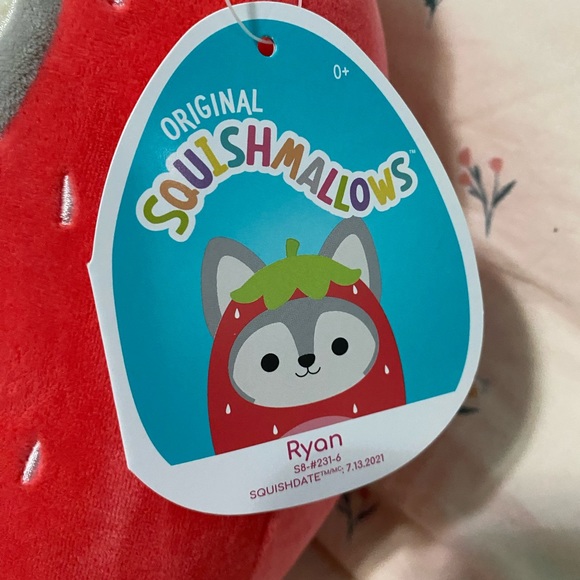 0+
ORIGINAL
SQUISHMALLOWS™
Ryan
S8-#231-6
SQUISHDATE™/MC: 7.13.2021